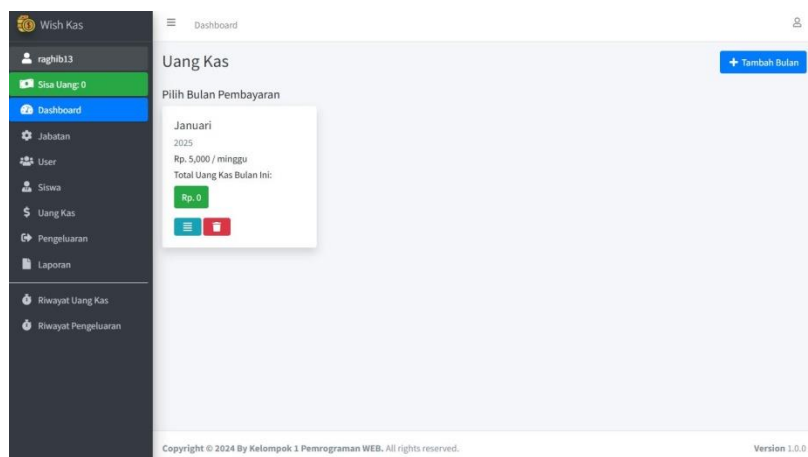 Wish Kas
raghib13
Sisa Uang: 0
Dashboard
Jabatan
User
Siswa
Uang Kas
Pengeluaran
Laporan
Riwayat Uang Kas
Riwayat Pengeluaran
Dashboard
Uang Kas
+ Tambah Bulan
Pilih Bulan Pembayaran
Januari
2025
Rp. 5,000 / minggu
Total Uang Kas Bulan Ini:
Rp. 0
Copyright © 2024 By Kelompok 1 Pemrograman WEB. All rights reserved.
Version 1.0.0